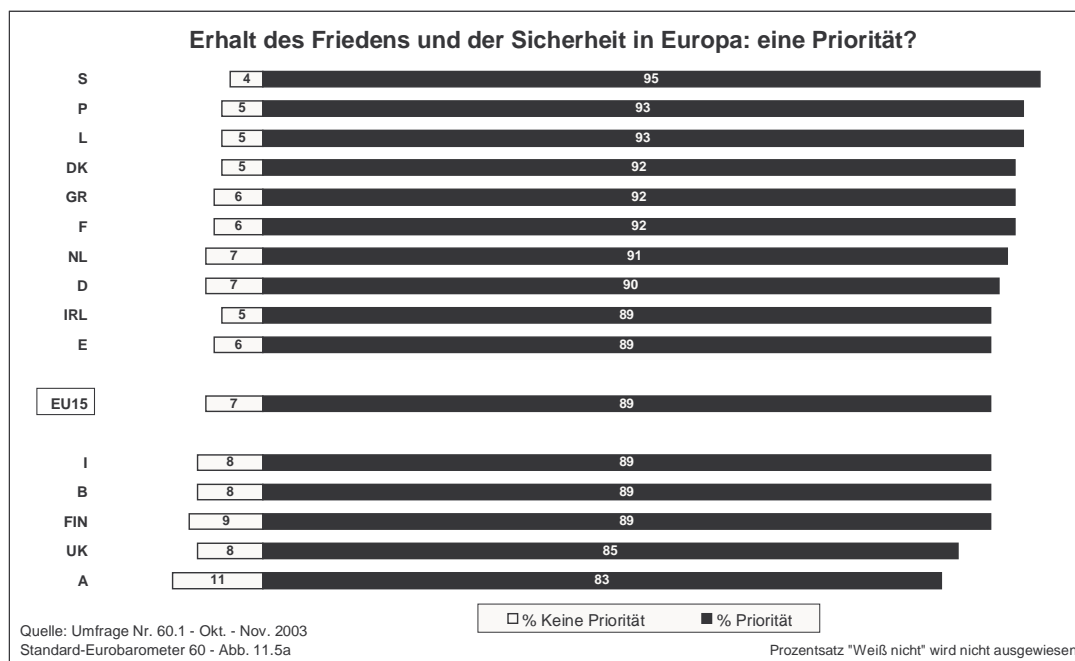 Erhalt des Friedens und der Sicherheit in Europa: eine Priorität?
S 4 95
P 5 93
L 5 93
DK 5 92
GR 6 92
F 6 92
NL 7 91
D 7 90
IRL 5 89
E 6 89
EU15 7 89
I 8 89
B 8 89
FIN 9 89
UK 8 85
A 11 83
% Keine Priorität % Priorität
Quelle: Umfrage Nr. 60.1 - Okt. - Nov. 2003
Standard-Eurobarometer 60 - Abb. 11.5a
Prozentsatz "Weiß nicht" wird nicht ausgewiesen